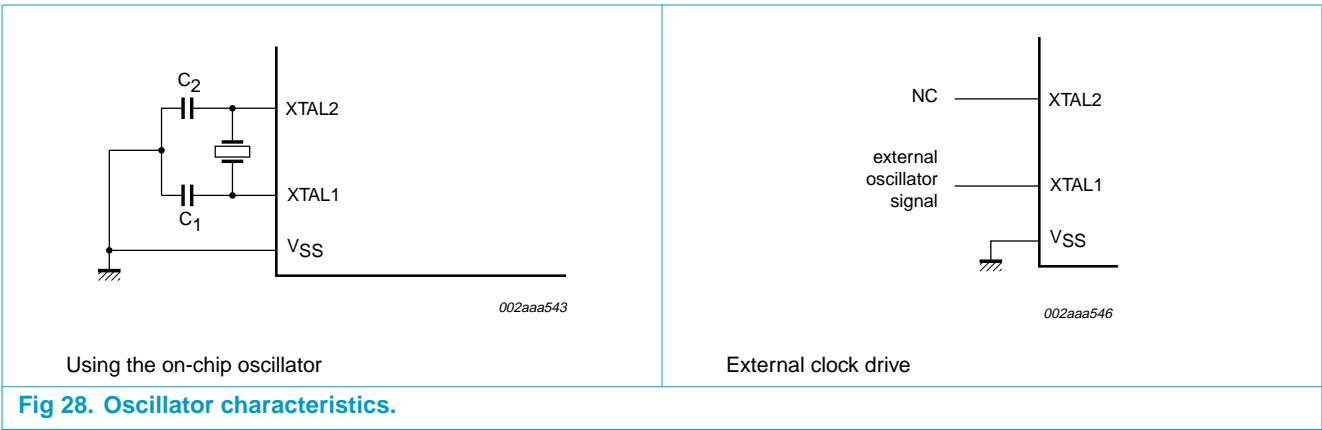 C2
XTAL2
XTAL1
C1
VSS
002aaa543
Using the on-chip oscillator
NC
XTAL2
external
oscillator
signal
XTAL1
VSS
002aaa546
External clock drive
Fig 28. Oscillator characteristics.